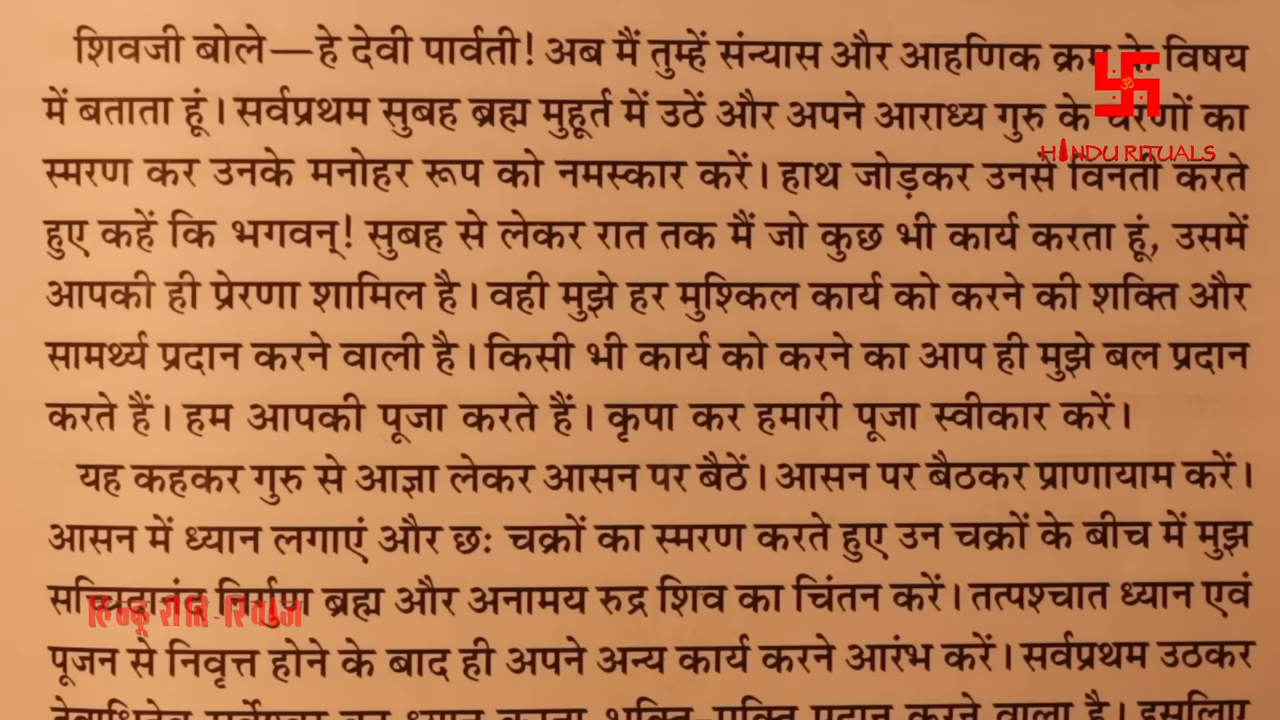 शिवजी बोले—हे देवी पार्वती! अब मैं तुम्हें संन्यास और आहणिक क्रम के विषय
में बताता हूं। सर्वप्रथम सुबह ब्रह्म मुहूर्त में उठें और अपने आराध्य गुरु के चरणों का
HINDU RITUALS
स्मरण कर उनके मनोहर रूप को नमस्कार करें। हाथ जोड़कर उनसे विनती करते
हुए कहें कि भगवन्! सुबह से लेकर रात तक मैं जो कुछ भी कार्य करता हूं, उसमें
आपकी ही प्रेरणा शामिल है। वही मुझे हर मुश्किल कार्य को करने की शक्ति और
सामर्थ्य प्रदान करने वाली है। किसी भी कार्य को करने का आप ही मुझे बल प्रदान
करते हैं। हम आपकी पूजा करते हैं। कृपा कर हमारी पूजा स्वीकार करें।
यह कहकर गुरु से आज्ञा लेकर आसन पर बैठें। आसन पर बैठकर प्राणायाम करें।
आसन में ध्यान लगाएं और छः चक्रों का स्मरण करते हुए उन चक्रों के बीच में मुझ
सच्चिदानंद निर्गुण ब्रह्म और अनामय रुद्र शिव का चिंतन करें। तत्पश्चात ध्यान एवं
हिन्दू रीति-रिवाज
पूजन से निवृत्त होने के बाद ही अपने अन्य कार्य करने आरंभ करें। सर्वप्रथम उठकर